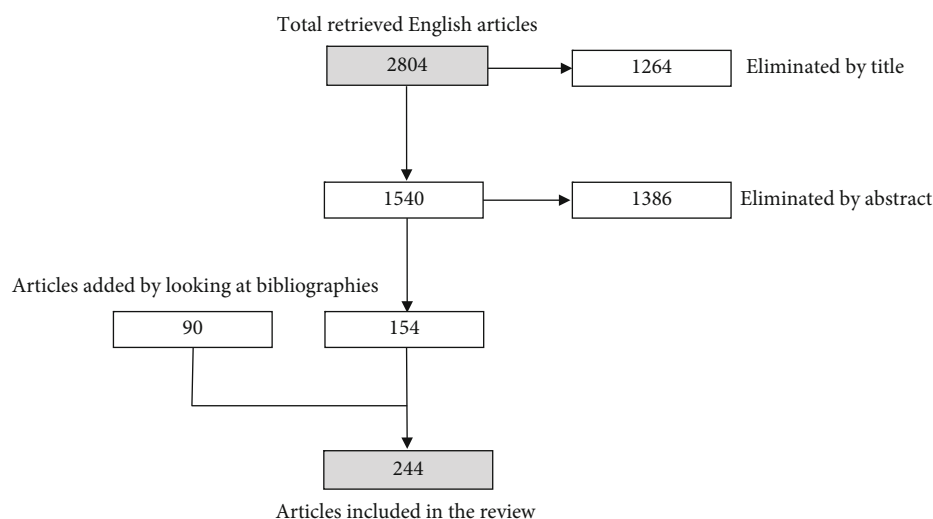 Total retrieved English articles
2804
1264
Eliminated by title
1540
1386
Eliminated by abstract
Articles added by looking at bibliographies
90
154
244
Articles included in the review